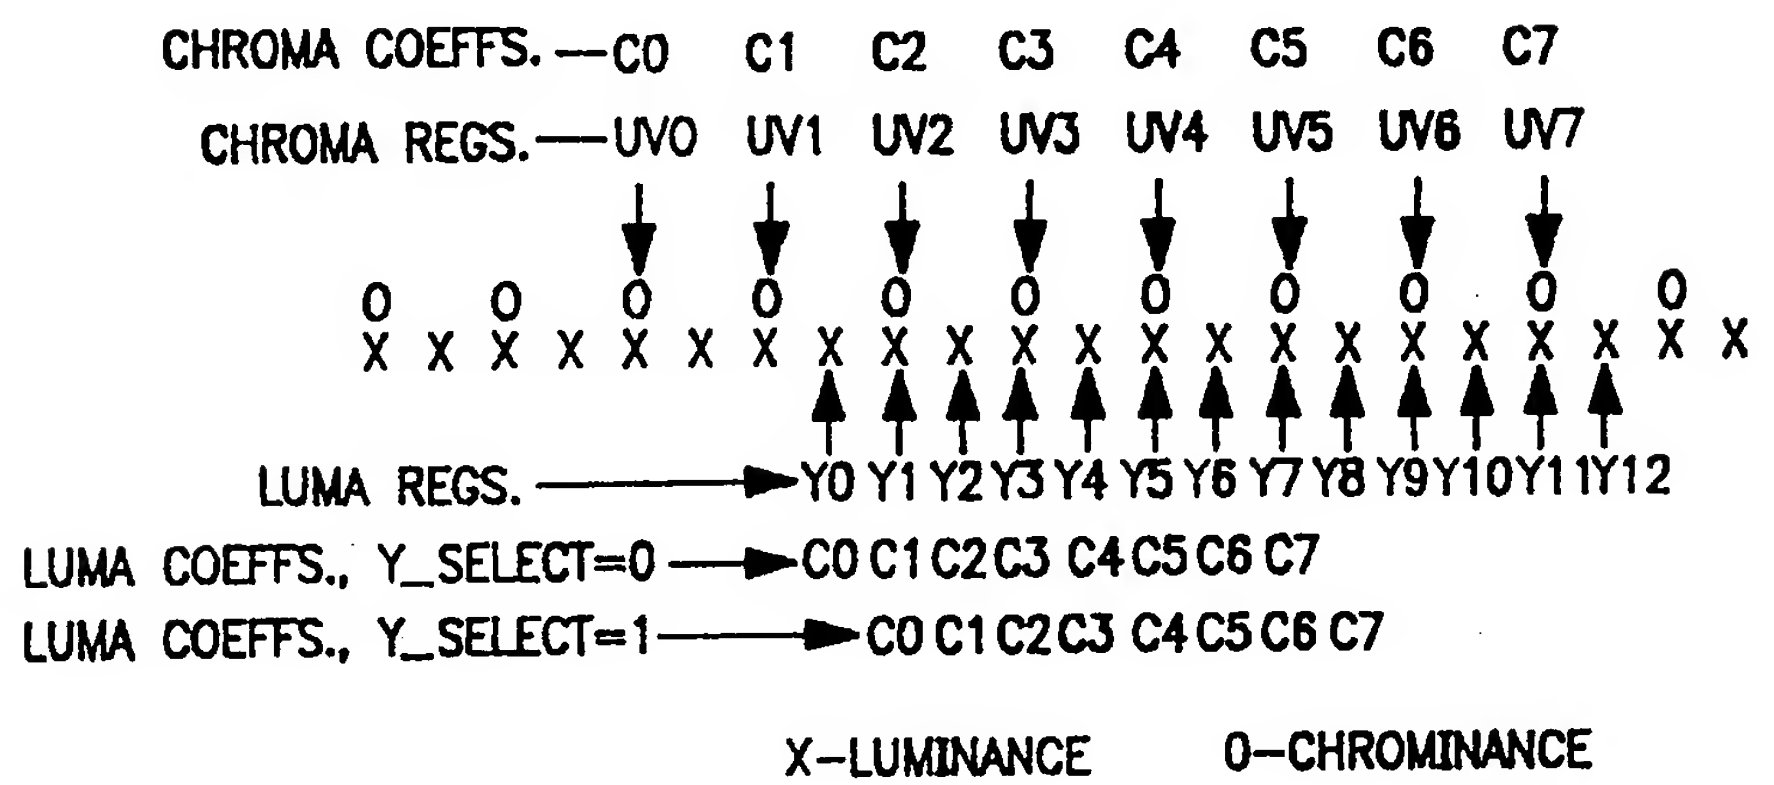 CHROMA COEFFS. —C0 C1 C2 C3 C4 C5 C6 C7
CHROMA REGS.—UV0 UV1 UV2 UV3 UV4 UV5 UV6 UV7
O O O O O O O O O O O
X X X X X X X X X X X X X X X X X X X X X X
LUMA REGS. Y0 Y1 Y2 Y3 Y4 Y5 Y6 Y7 Y8 Y9 Y10 Y11 Y12
LUMA COEFFS., Y_SELECT=0 C0 C1 C2 C3 C4 C5 C6 C7
LUMA COEFFS., Y_SELECT=1 C0 C1 C2 C3 C4 C5 C6 C7
X-LUMINANCE O-CHROMINANCE